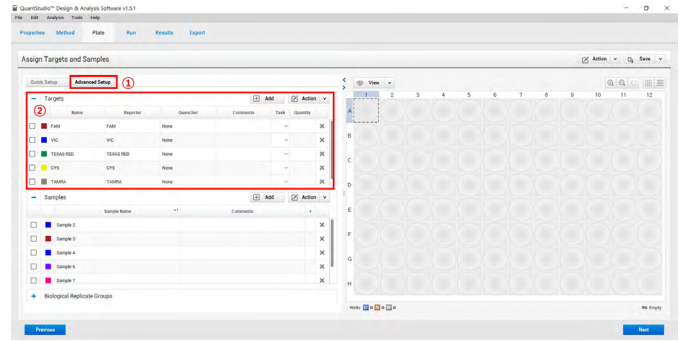 QuantStudio™ Design & Analysis Software v1.5.1
File Edit Analysis Tools Help
Properties Method Plate Run Results Export
Assign Targets and Samples
Action Save
Quick Setup Advanced Setup ①
View
Targets Add Action
②
Name Reporter Quencher Comments Task Quantity
FAM FAM None
VIC VIC None
TEXAS RED TEXAS RED None
CY5 CY5 None
TAMRA TAMRA None
Samples Add Action
Sample Name Comments
Sample 2
Sample 3
Sample 4
Sample 6
Sample 7
Biological Replicate Groups
1 2 3 4 5 6 7 8 9 10 11 12
A
B
C
D
E
F
G
H
Wells: U 0 N 0 S 0
96 Empty
Previous
Next